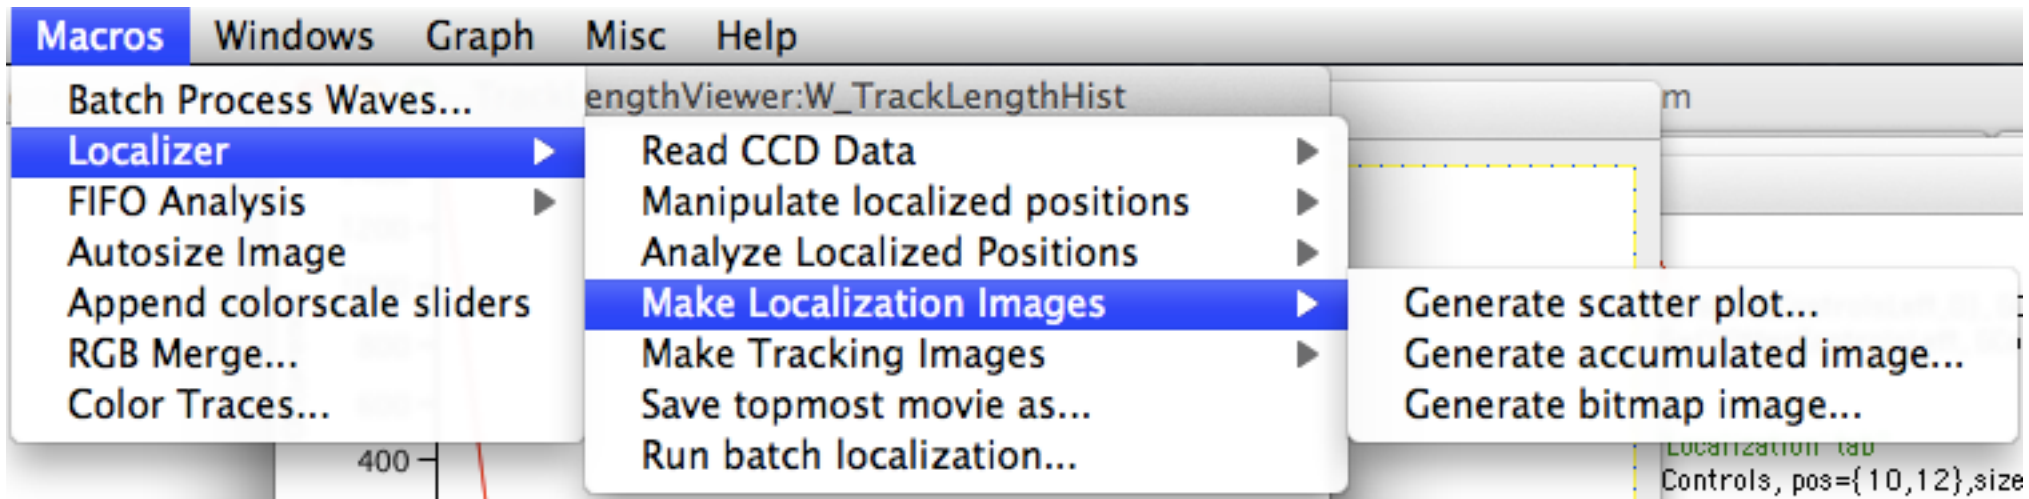 Macros Windows Graph Misc Help
Batch Process Waves...
engthViewer:W_TrackLengthHist
m
Localizer
Read CCD Data
FIFO Analysis
Manipulate localized positions
Autosize Image
Analyze Localized Positions
Append colorscale sliders
Make Localization Images
Generate scatter plot...
RGB Merge...
Make Tracking Images
Generate accumulated image...
Color Traces...
Save topmost movie as...
Generate bitmap image...
400
Run batch localization...
Localization tab
Controls, pos={10,12},size